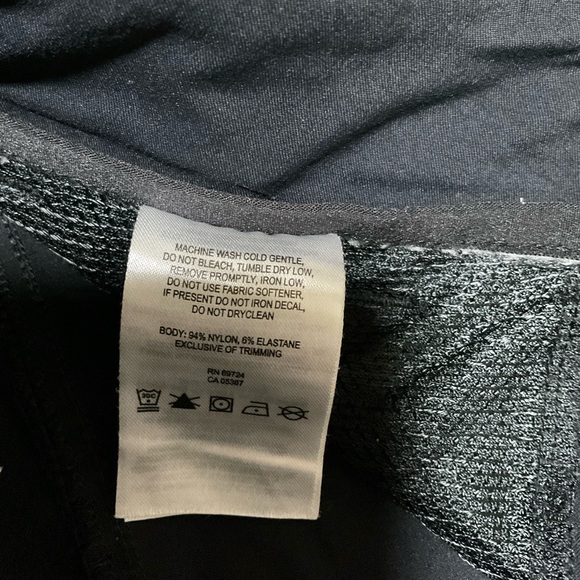 MACHINE WASH COLD GENTLE,
DO NOT BLEACH, TUMBLE DRY LOW,
REMOVE PROMPTLY, IRON LOW,
DO NOT USE FABRIC SOFTENER,
IF PRESENT DO NOT IRON DECAL,
DO NOT DRYCLEAN
BODY: 94% NYLON, 6% ELASTANE
EXCLUSIVE OF TRIMMING
RN 69724
CA 05387
30C